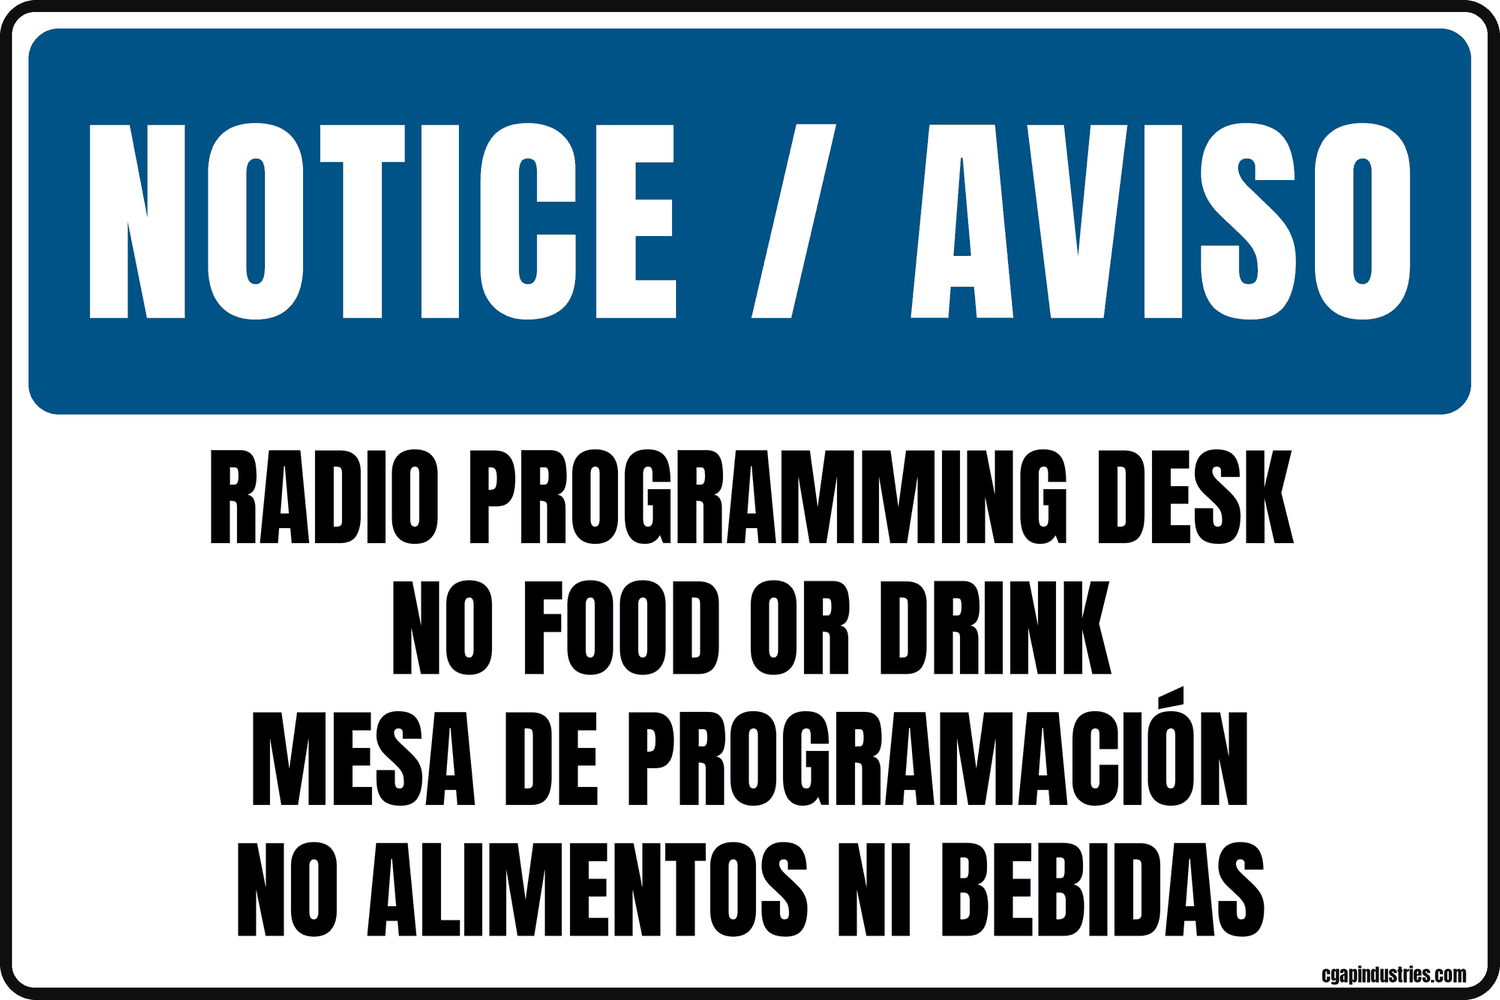 NOTICE / AVISO
RADIO PROGRAMMING DESK
NO FOOD OR DRINK
MESA DE PROGRAMACIÓN
NO ALIMENTOS NI BEBIDAS
cgapindustries.com